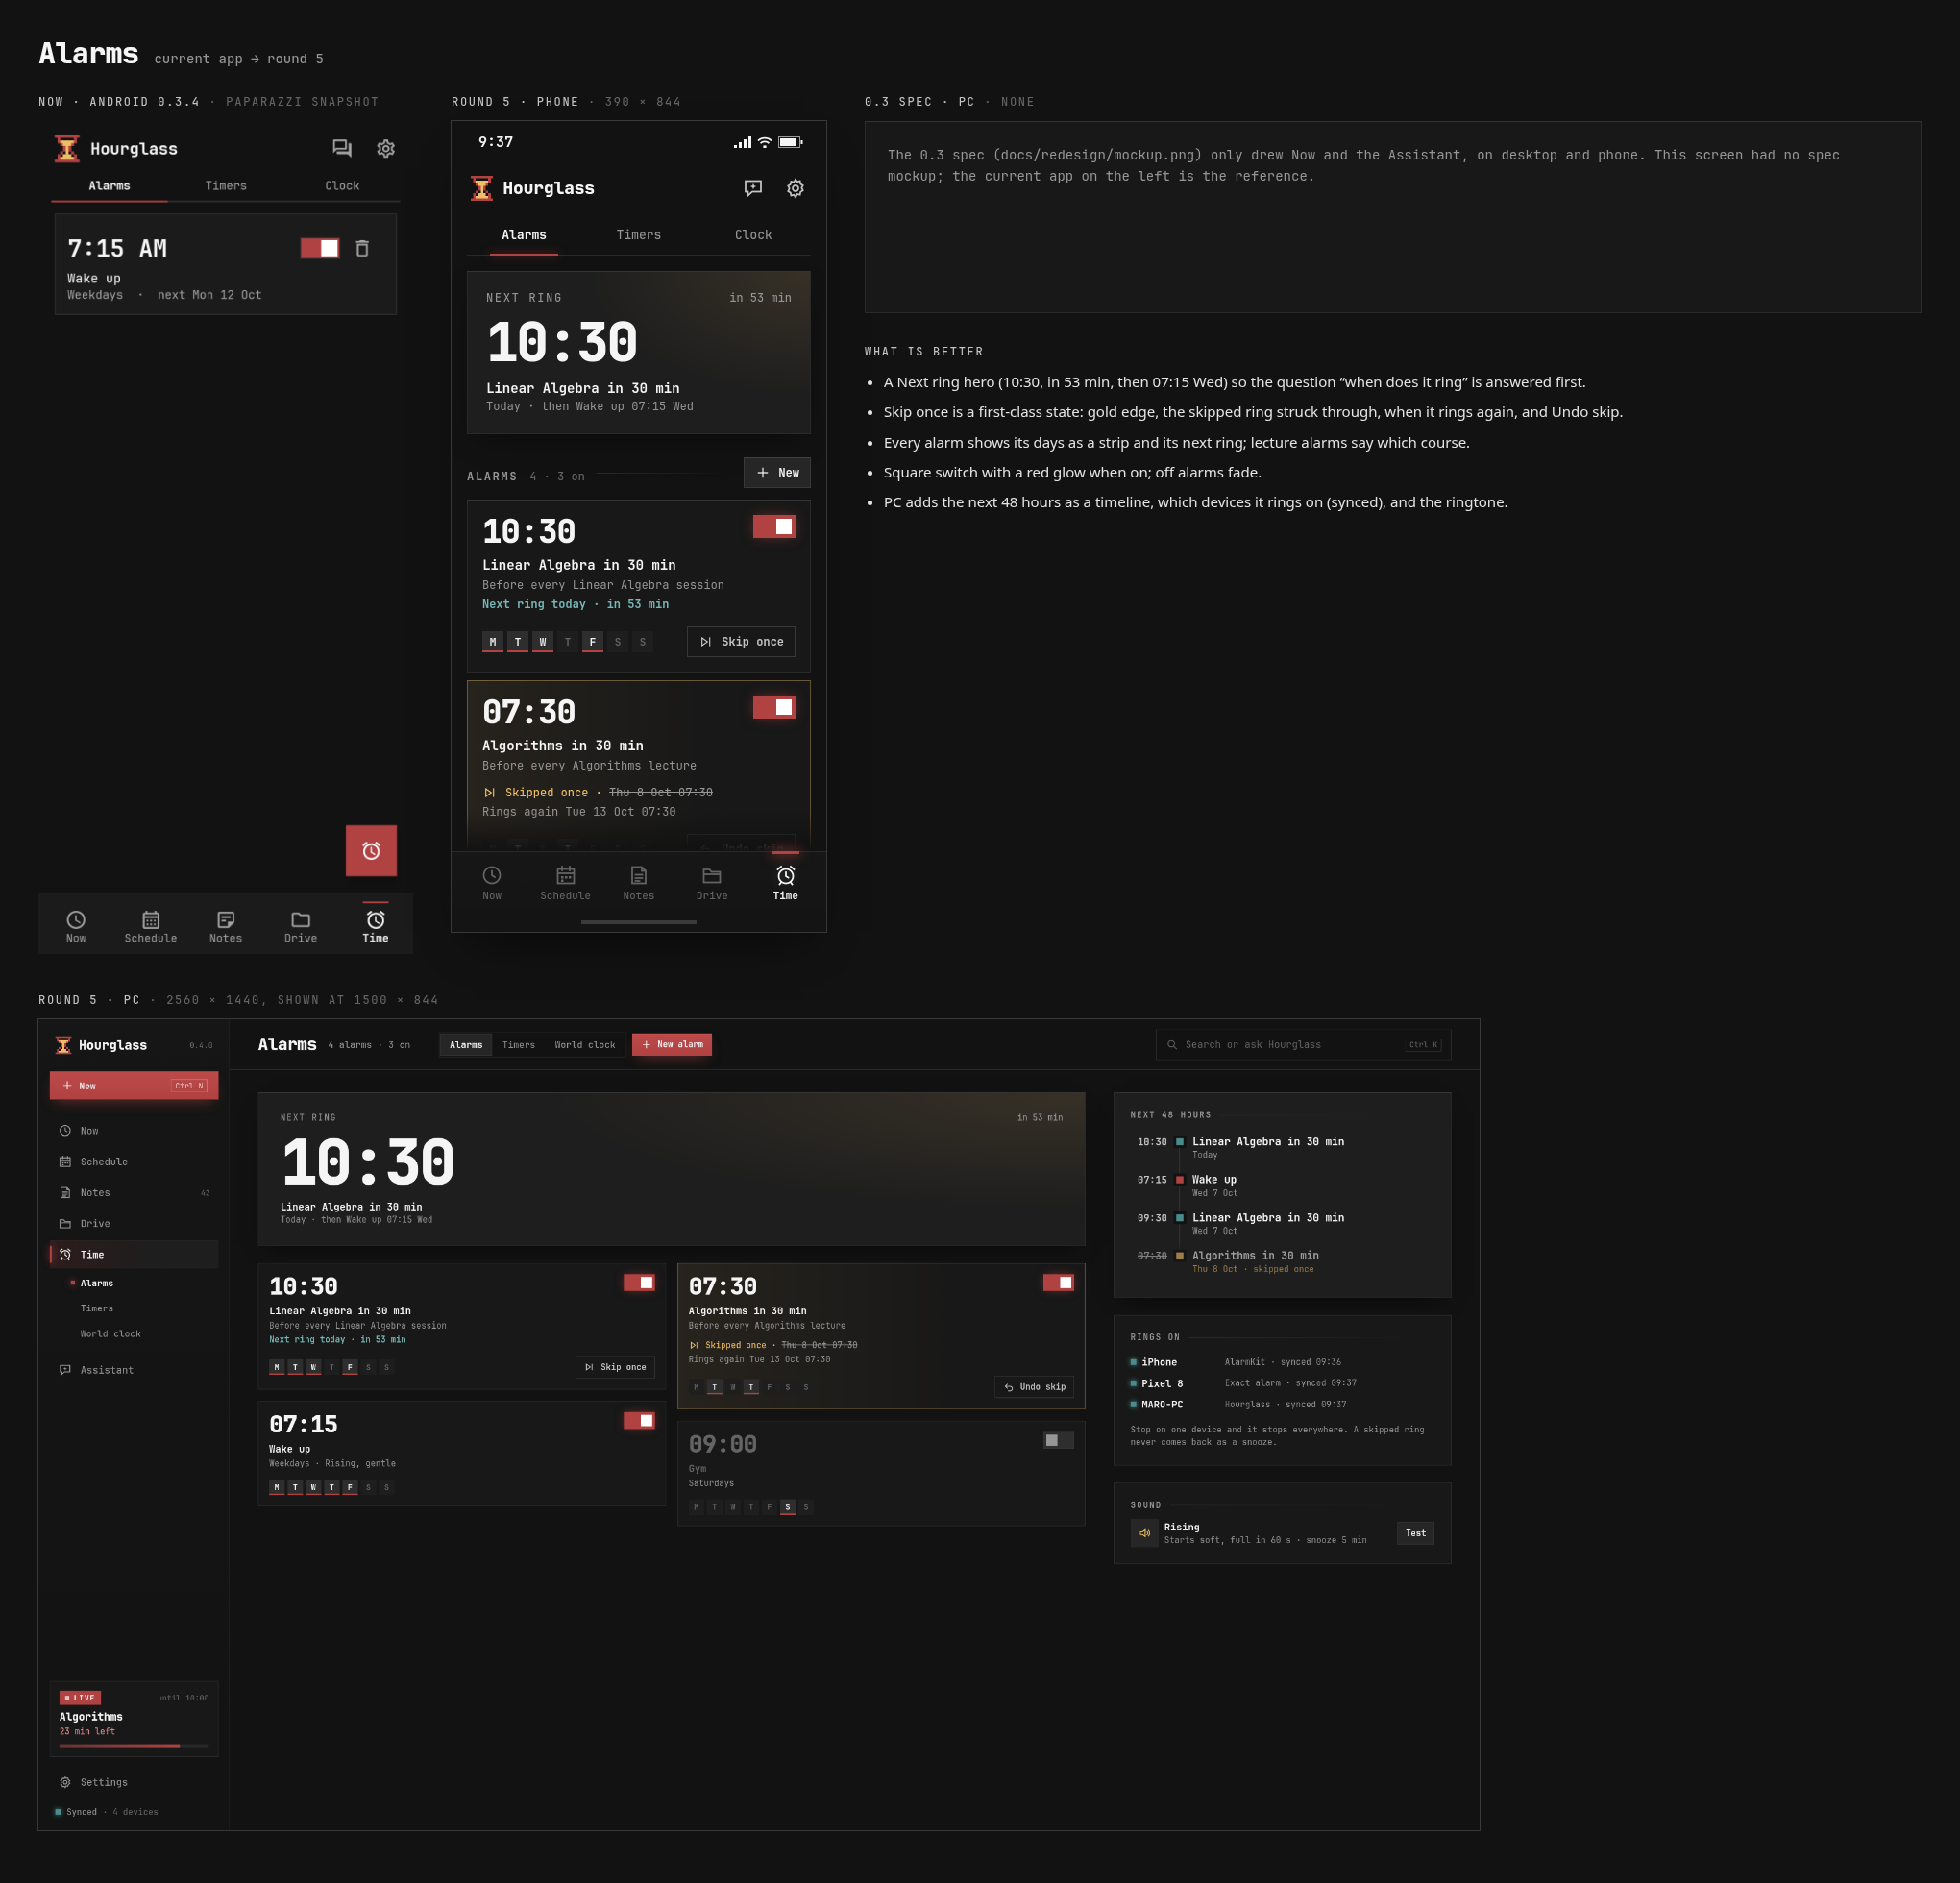 Alarms current app → round 5
NOW · ANDROID 0.3.4 · PAPARAZZI SNAPSHOT
Hourglass
Alarms Timers Clock
7:15 AM
Wake up
Weekdays · next Mon 12 Oct
Now Schedule Notes Drive Time
ROUND 5 · PHONE · 390 × 844
9:37
Hourglass
Alarms Timers Clock
NEXT RING in 53 min
10:30
Linear Algebra in 30 min
Today · then Wake up 07:15 Wed
ALARMS 4 · 3 on + New
10:30
Linear Algebra in 30 min
Before every Linear Algebra session
Next ring today · in 53 min
M T W T F S S Skip once
07:30
Algorithms in 30 min
Before every Algorithms lecture
Skipped once · Thu 8 Oct 07:30
Rings again Tue 13 Oct 07:30
Undo skip
Now Schedule Notes Drive Time
0.3 SPEC · PC · NONE
The 0.3 spec (docs/redesign/mockup.png) only drew Now and the Assistant, on desktop and phone. This screen had no spec
mockup; the current app on the left is the reference.
WHAT IS BETTER
• A Next ring hero (10:30, in 53 min, then 07:15 Wed) so the question “when does it ring” is answered first.
• Skip once is a first-class state: gold edge, the skipped ring struck through, when it rings again, and Undo skip.
• Every alarm shows its days as a strip and its next ring; lecture alarms say which course.
• Square switch with a red glow when on; off alarms fade.
• PC adds the next 48 hours as a timeline, which devices it rings on (synced), and the ringtone.
ROUND 5 · PC · 2560 × 1440, SHOWN AT 1500 × 844
Hourglass 0.4.0
+ New Ctrl N
Now
Schedule
Notes 42
Drive
Time
Alarms
Timers
World clock
Assistant
LIVE until 10:00
Algorithms
23 min left
Settings
Synced · 4 devices
Alarms 4 alarms · 3 on Alarms Timers World clock + New alarm
Search or ask Hourglass Ctrl K
NEXT RING in 53 min
10:30
Linear Algebra in 30 min
Today · then Wake up 07:15 Wed
10:30
Linear Algebra in 30 min
Before every Linear Algebra session
Next ring today · in 53 min
M T W T F S S Skip once
07:30
Algorithms in 30 min
Before every Algorithms lecture
Skipped once · Thu 8 Oct 07:30
Rings again Tue 13 Oct 07:30
M T W T F S S Undo skip
07:15
Wake up
Weekdays · Rising, gentle
M T W T F S S
09:00
Gym
Saturdays
M T W T F S S
NEXT 48 HOURS
10:30 Linear Algebra in 30 min
Today
07:15 Wake up
Wed 7 Oct
09:30 Linear Algebra in 30 min
Wed 7 Oct
07:30 Algorithms in 30 min
Thu 8 Oct · skipped once
RINGS ON
iPhone AlarmKit · synced 09:36
Pixel 8 Exact alarm · synced 09:37
MARO-PC Hourglass · synced 09:37
Stop on one device and it stops everywhere. A skipped ring
never comes back as a snooze.
SOUND
Rising
Starts soft, full in 60 s · snooze 5 min
Test